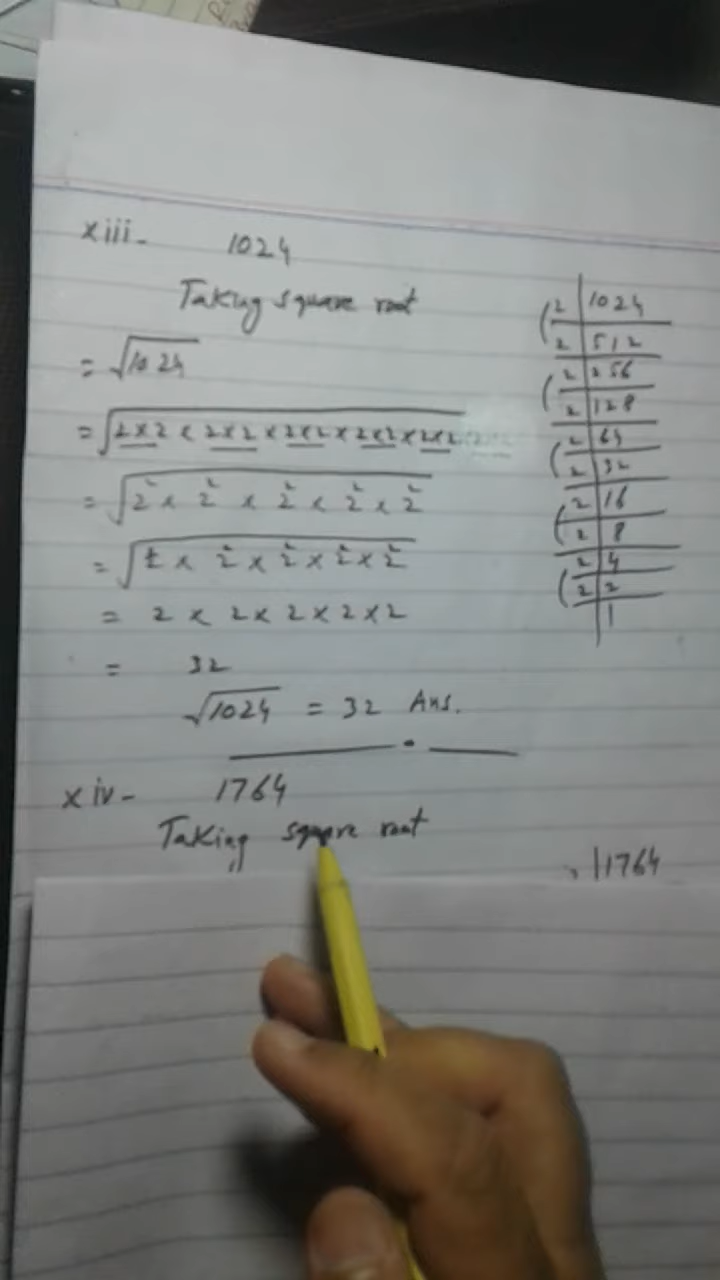 xiii- 1024
Taking square root
= √1024
= √2×2 × 2×2 × 2×2 × 2×2 × 2×2
= √2² × 2² × 2² × 2² × 2²
= √2² × 2² × 2² × 2² × 2²
= 2 × 2 × 2 × 2 × 2
= 32
√1024 = 32 Ans.
2 | 1024
2 | 512
2 | 256
2 | 128
2 | 64
2 | 32
2 | 16
2 | 8
2 | 4
2 | 2
| 1
xiv- 1764
Taking square root
| 1764